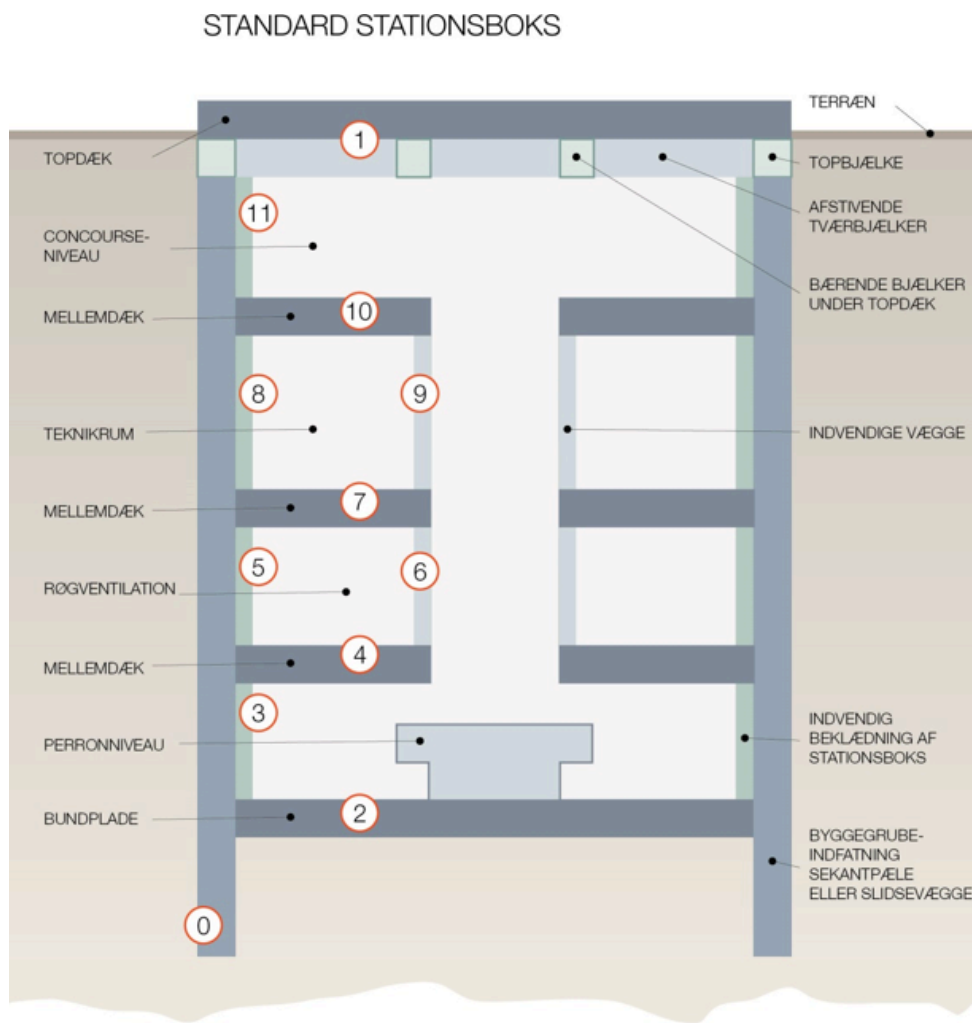 STANDARD STATIONSBOKS
TERRÆN
1
TOPDÆK
TOPBJÆLKE
11
AFSTIVENDE
TVÆRBJÆLKER
CONCOURSE-
NIVEAU
BÆRENDE BJÆLKER
UNDER TOPDÆK
MELLEMDÆK
10
8
9
TEKNIKRUM
INDVENDIGE VÆGGE
MELLEMDÆK
7
5
6
RØGVENTILATION
4
MELLEMDÆK
3
INDVENDIG
BEKLÆDNING AF
STATIONSBOKS
PERRONNIVEAU
BUNDPLADE
2
BYGGEGRUBE-
INDFATNING
SEKANTPÆLE
ELLER SLIDSEVÆGGE
0